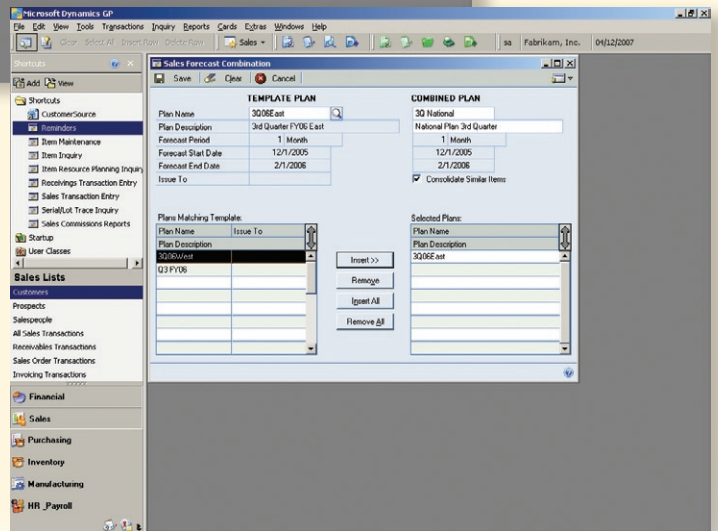 Microsoft Dynamics GP
File Edit View Tools Transactions Inquiry Reports Cards Extras Windows Help
Clear Select All Insert Row Delete Row Sales sa Fabrikam, Inc. 04/12/2007
Shortcuts
Add View
Shortcuts
CustomerSource
Reminders
Item Maintenance
Item Inquiry
Item Resource Planning Inquiry
Receivings Transaction Entry
Sales Transaction Entry
Serial/Lot Trace Inquiry
Sales Commissions Reports
Startup
User Classes
Sales Lists
Customers
Prospects
Salespeople
All Sales Transactions
Receivables Transactions
Sales Order Transactions
Invoicing Transactions
Financial
Sales
Purchasing
Inventory
Manufacturing
HR_Payroll
Sales Forecast Combination
Save Clear Cancel
TEMPLATE PLAN COMBINED PLAN
Plan Name 3Q06East 3Q National
Plan Description 3rd Quarter FY06 East National Plan 3rd Quarter
Forecast Period 1 Month 1 Month
Forecast Start Date 12/1/2005 12/1/2005
Forecast End Date 2/1/2006 2/1/2006
Issue To Consolidate Similar Items
Plans Matching Template: Selected Plans:
Plan Name Issue To Plan Name
Plan Description Plan Description
3Q06West Insert >> 3Q06East
Q3 FY06
Remove
Insert All
Remove All